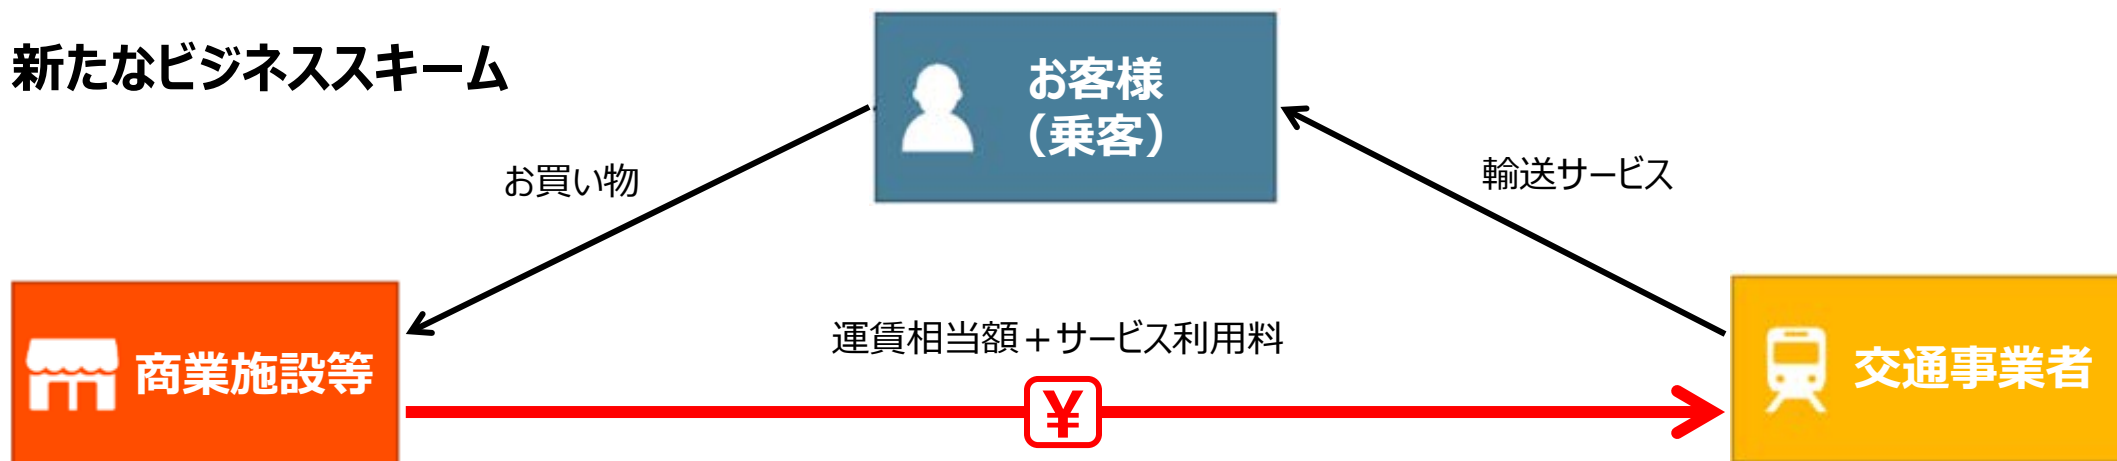 新たなビジネススキーム
お客様
（乗客）
お買い物
輸送サービス
運賃相当額＋サービス利用料
商業施設等
¥
交通事業者